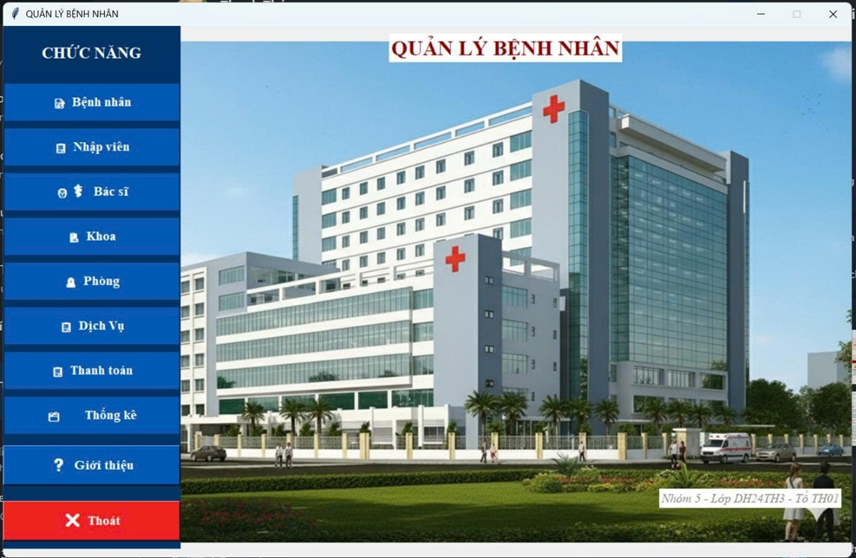 QUẢN LÝ BỆNH NHÂN
CHỨC NĂNG
QUẢN LÝ BỆNH NHÂN
Bệnh nhân
Nhập viên
Bác sĩ
Khoa
Phòng
Dịch Vụ
Thanh toán
Thống kê
? Giới thiệu
Thoát
Nhóm 5 - Lớp DH24TH3 - Tổ TH01